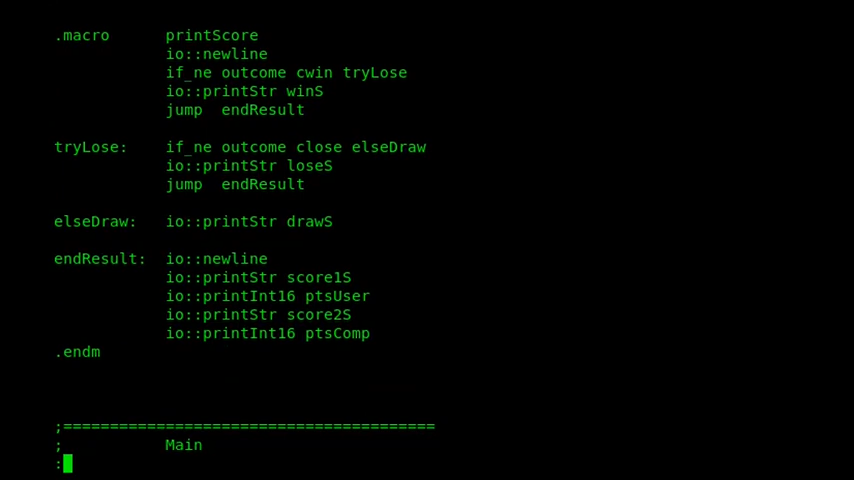 .macro printScore
io::newline
if_ne outcome cwin tryLose
io::printStr winS
jump endResult
tryLose: if_ne outcome close elseDraw
io::printStr loseS
jump endResult
elseDraw: io::printStr drawS
endResult: io::newline
io::printStr score1S
io::printInt16 ptsUser
io::printStr score2S
io::printInt16 ptsComp
.endm
;========================================
; Main
: